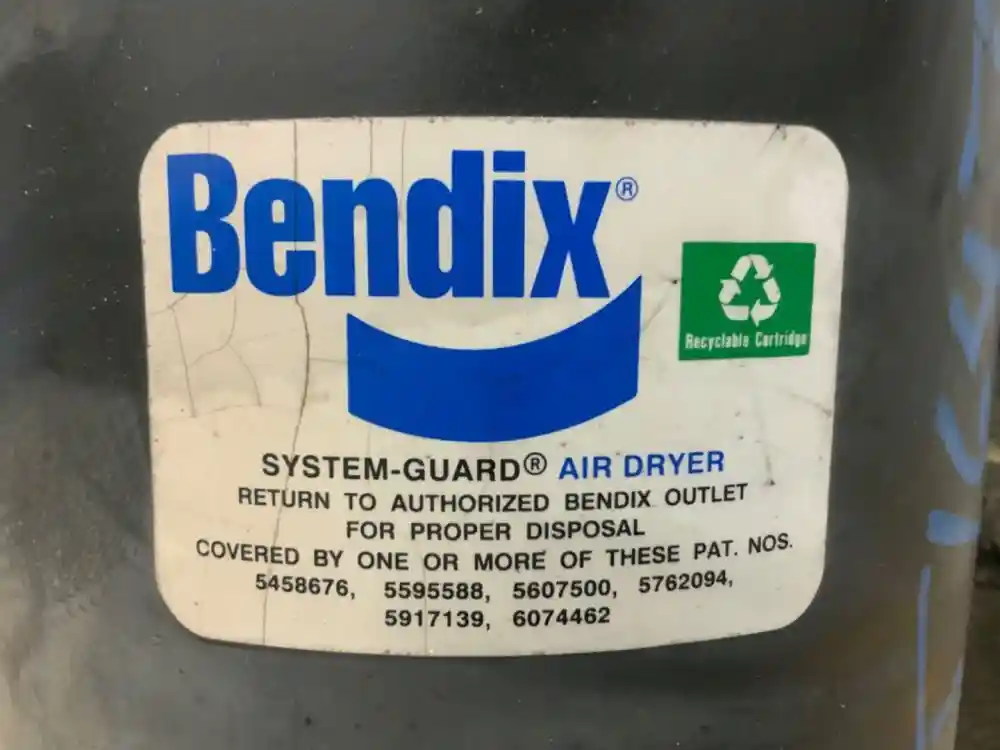 Bendix®
Recyclable Cartridge
SYSTEM-GUARD® AIR DRYER
RETURN TO AUTHORIZED BENDIX OUTLET
FOR PROPER DISPOSAL
COVERED BY ONE OR MORE OF THESE PAT. NOS.
5458676, 5595588, 5607500, 5762094,
5917139, 6074462